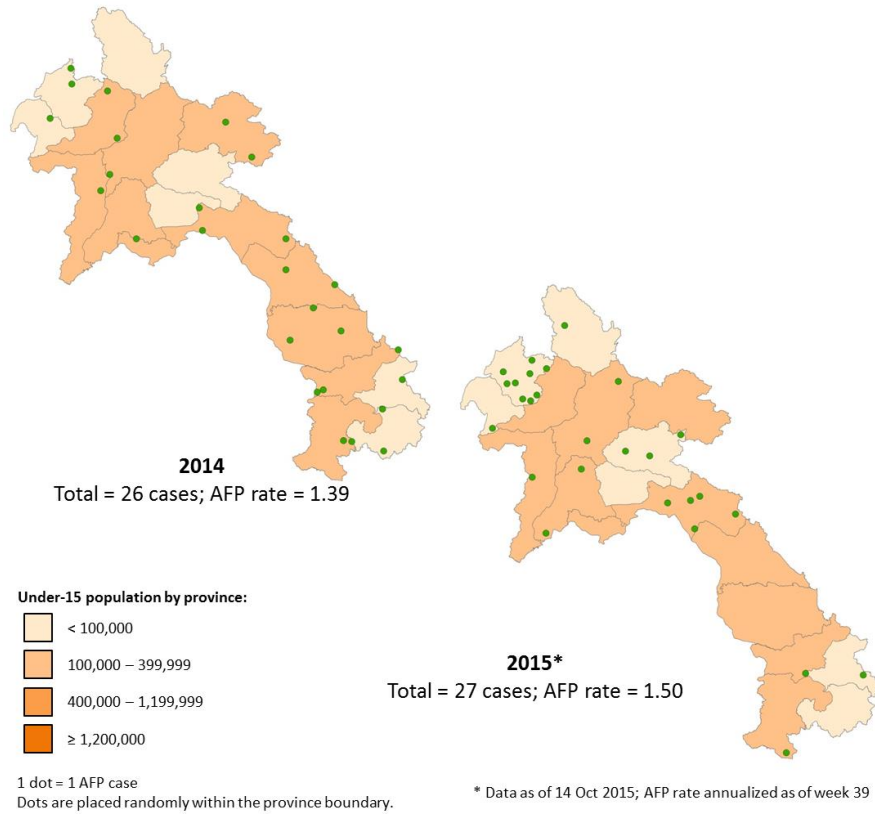 2014
Total = 26 cases; AFP rate = 1.39
Under-15 population by province:
< 100,000
100,000 – 399,999
400,000 – 1,199,999
≥ 1,200,000
1 dot = 1 AFP case
Dots are placed randomly within the province boundary.
2015*
Total = 27 cases; AFP rate = 1.50
* Data as of 14 Oct 2015; AFP rate annualized as of week 39